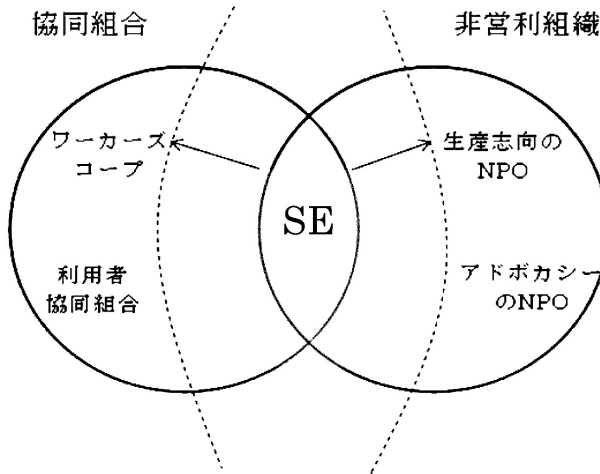 協同組合
非営利組織
ワーカーズ
コープ
生産志向の
NPO
SE
利用者
協同組合
アドボカシー
のNPO